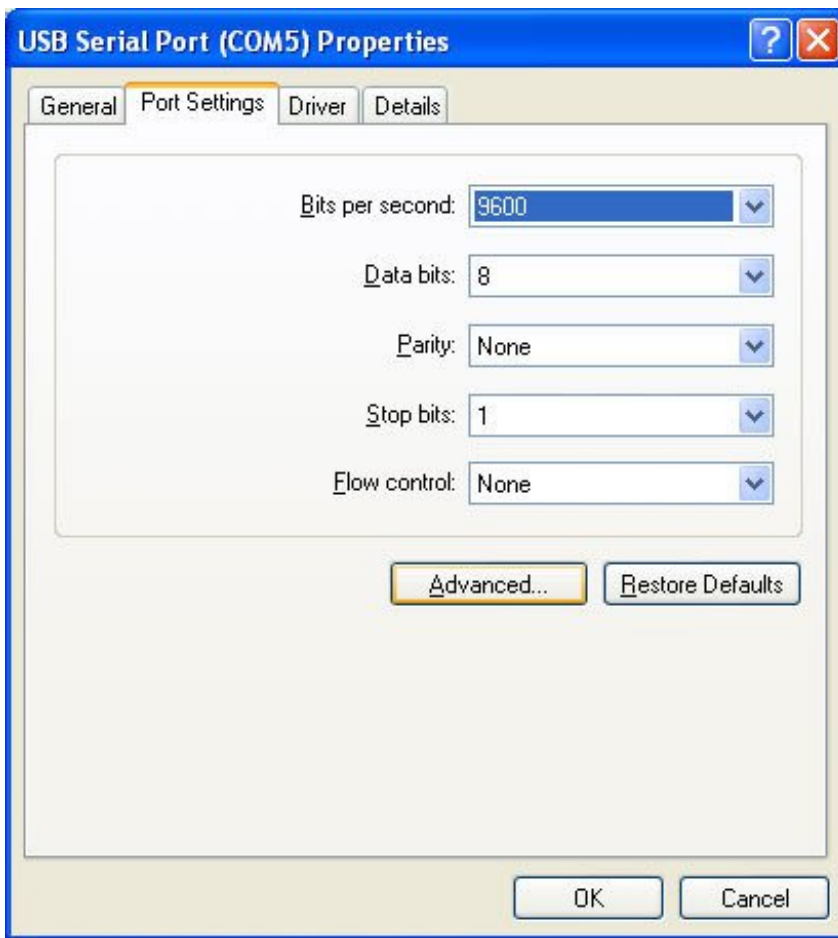 USB Serial Port (COM5) Properties
General Port Settings Driver Details
Bits per second: 9600
Data bits: 8
Parity: None
Stop bits: 1
Flow control: None
Advanced... Restore Defaults
OK Cancel